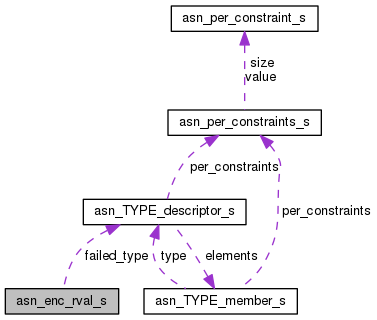 asn_per_constraint_s
size
value
asn_per_constraints_s
per_constraints
asn_TYPE_descriptor_s
per_constraints
failed_type
type
elements
asn_enc_rval_s
asn_TYPE_member_s